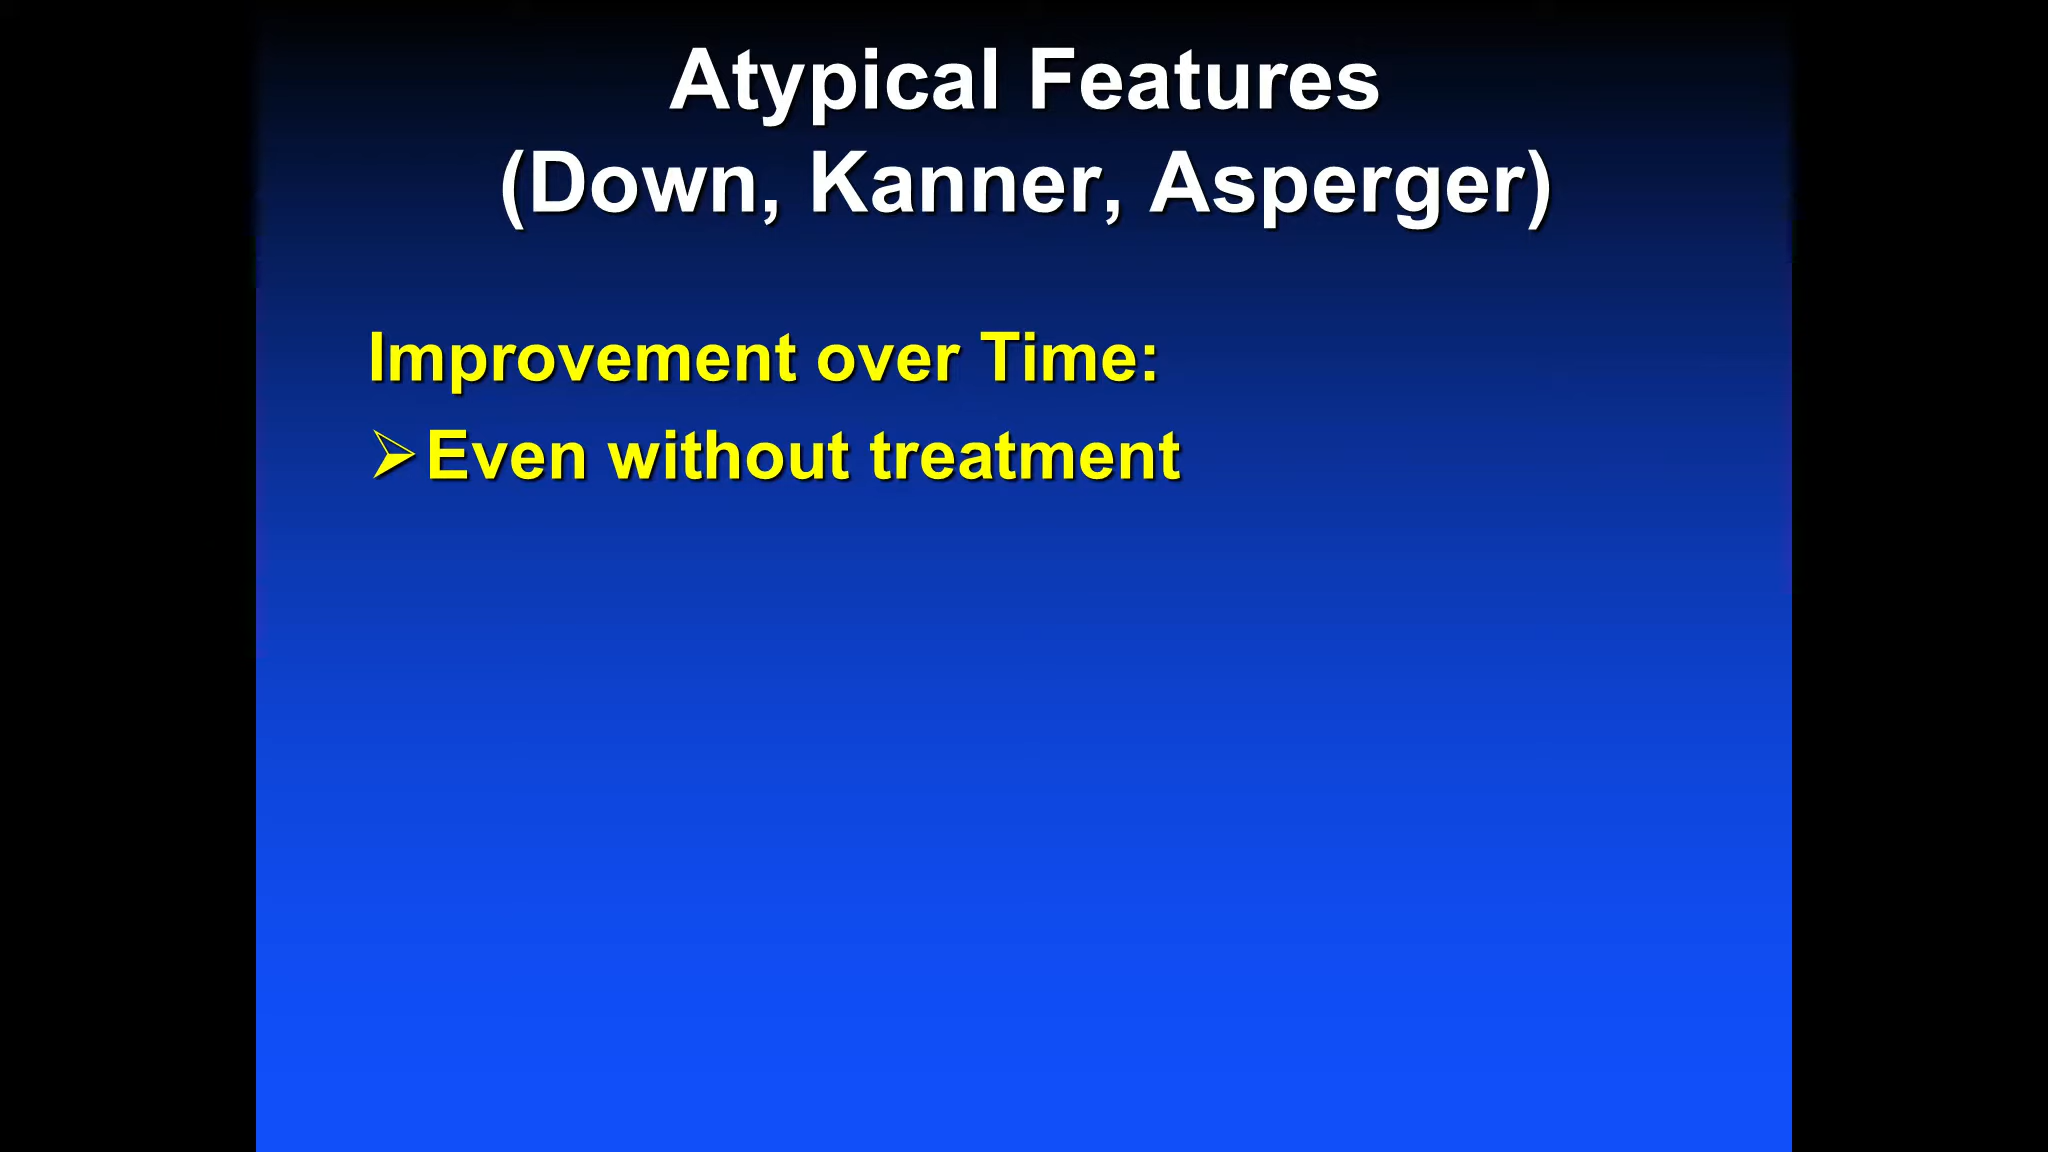 Atypical Features
(Down, Kanner, Asperger)
Improvement over Time:
➢Even without treatment